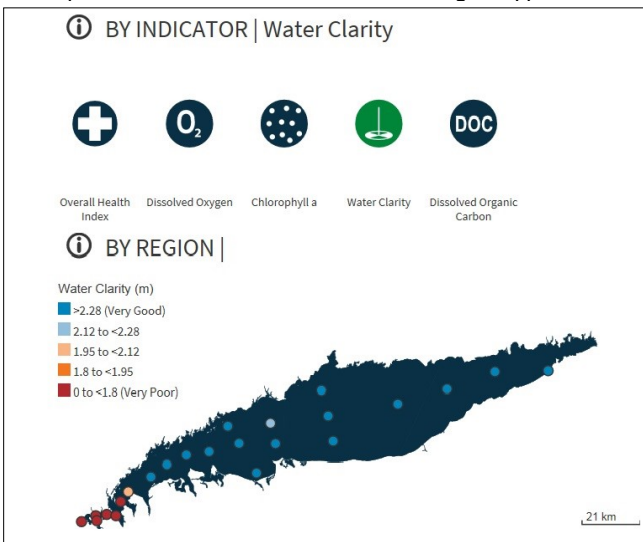 BY INDICATOR | Water Clarity
O2
DOC
Overall Health Index
Dissolved Oxygen
Chlorophyll a
Water Clarity
Dissolved Organic Carbon
BY REGION |
Water Clarity (m)
>2.28 (Very Good)
2.12 to <2.28
1.95 to <2.12
1.8 to <1.95
0 to <1.8 (Very Poor)
21 km